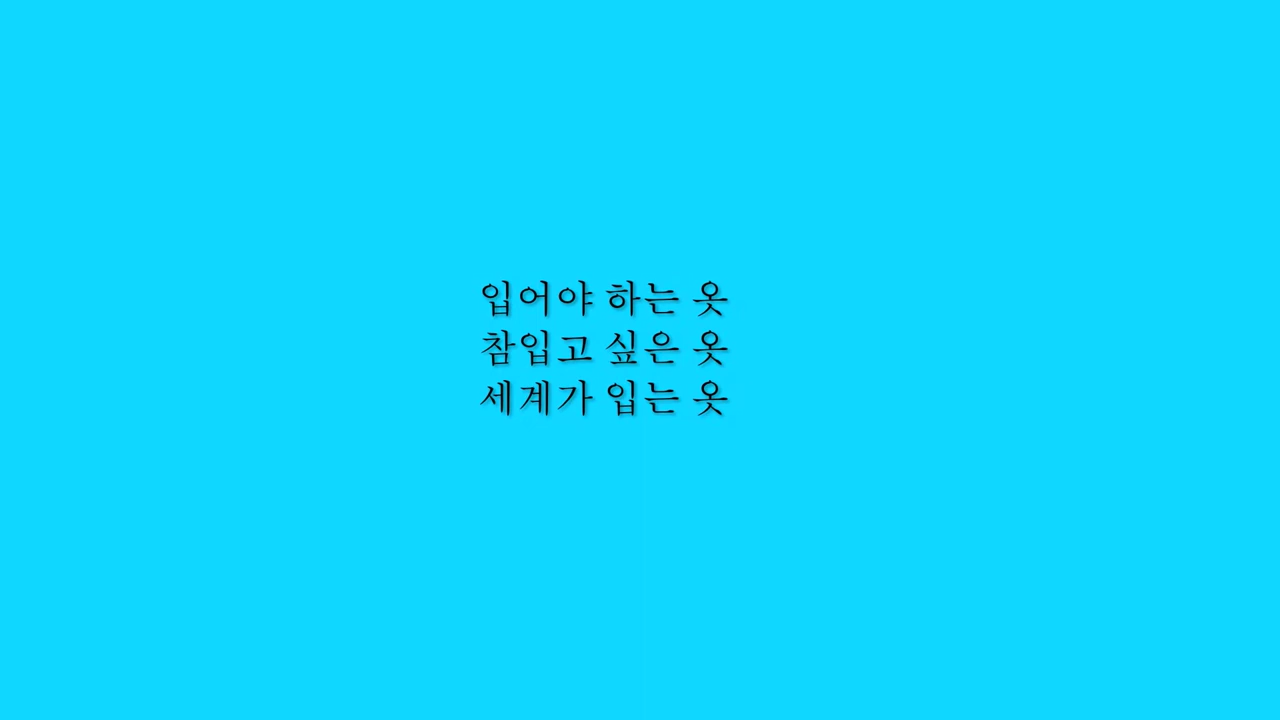 입어야 하는 옷
참입고 싶은 옷
세계가 입는 옷